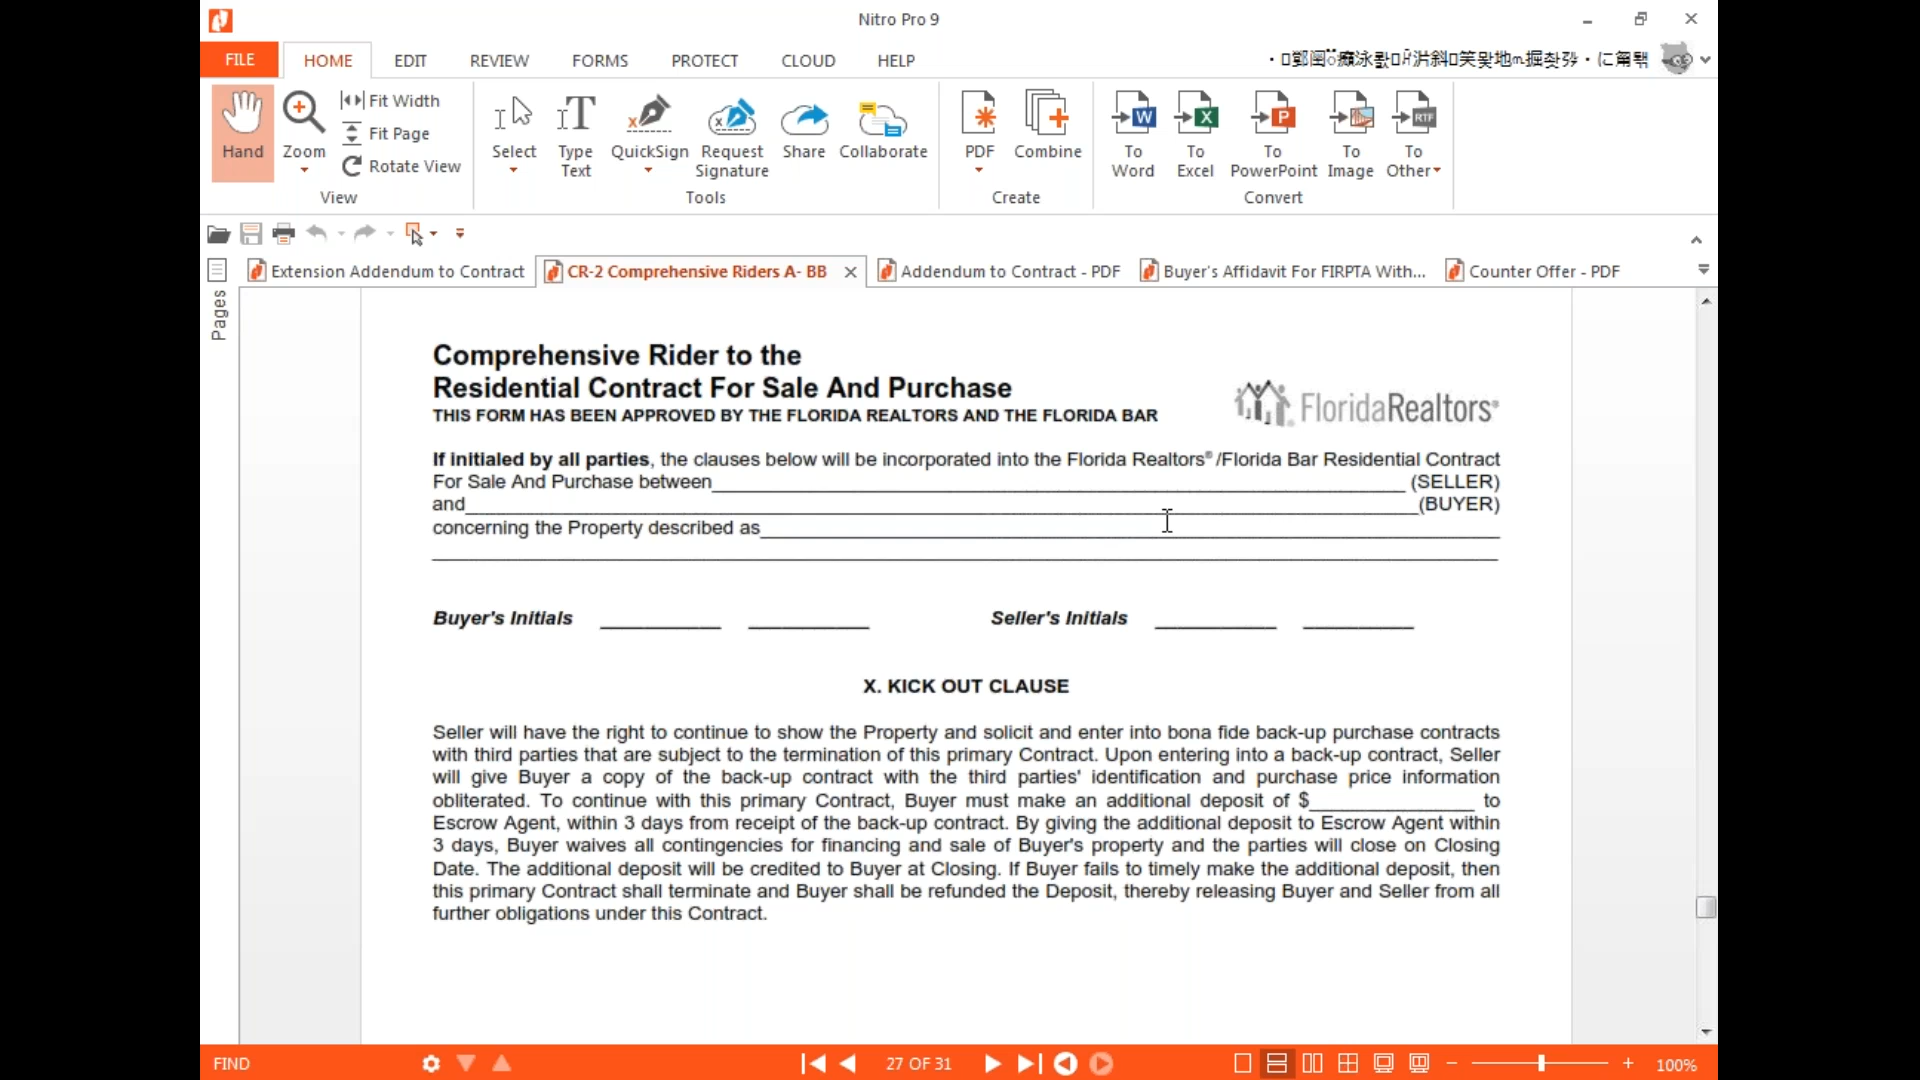 Nitro Pro 9
FILE HOME EDIT REVIEW FORMS PROTECT CLOUD HELP
Hand
Zoom
Fit Width
Fit Page
Rotate View
View
Select
Type
Text
QuickSign
Request
Signature
Share
Collaborate
Tools
PDF
Combine
Create
To
Word
To
Excel
To
PowerPoint
To
Image
To
Other
Convert
Extension Addendum to Contract
CR-2 Comprehensive Riders A- BB
Addendum to Contract - PDF
Buyer's Affidavit For FIRPTA With...
Counter Offer - PDF
Pages
Comprehensive Rider to the
Residential Contract For Sale And Purchase
THIS FORM HAS BEEN APPROVED BY THE FLORIDA REALTORS AND THE FLORIDA BAR
FloridaRealtors®
If initialed by all parties, the clauses below will be incorporated into the Florida Realtors®/Florida Bar Residential Contract
For Sale And Purchase between (SELLER)
and (BUYER)
concerning the Property described as
Buyer's Initials Seller's Initials
X. KICK OUT CLAUSE
Seller will have the right to continue to show the Property and solicit and enter into bona fide back-up purchase contracts
with third parties that are subject to the termination of this primary Contract. Upon entering into a back-up contract, Seller
will give Buyer a copy of the back-up contract with the third parties' identification and purchase price information
obliterated. To continue with this primary Contract, Buyer must make an additional deposit of $ to
Escrow Agent, within 3 days from receipt of the back-up contract. By giving the additional deposit to Escrow Agent within
3 days, Buyer waives all contingencies for financing and sale of Buyer's property and the parties will close on Closing
Date. The additional deposit will be credited to Buyer at Closing. If Buyer fails to timely make the additional deposit, then
this primary Contract shall terminate and Buyer shall be refunded the Deposit, thereby releasing Buyer and Seller from all
further obligations under this Contract.
FIND
27 OF 31
100%